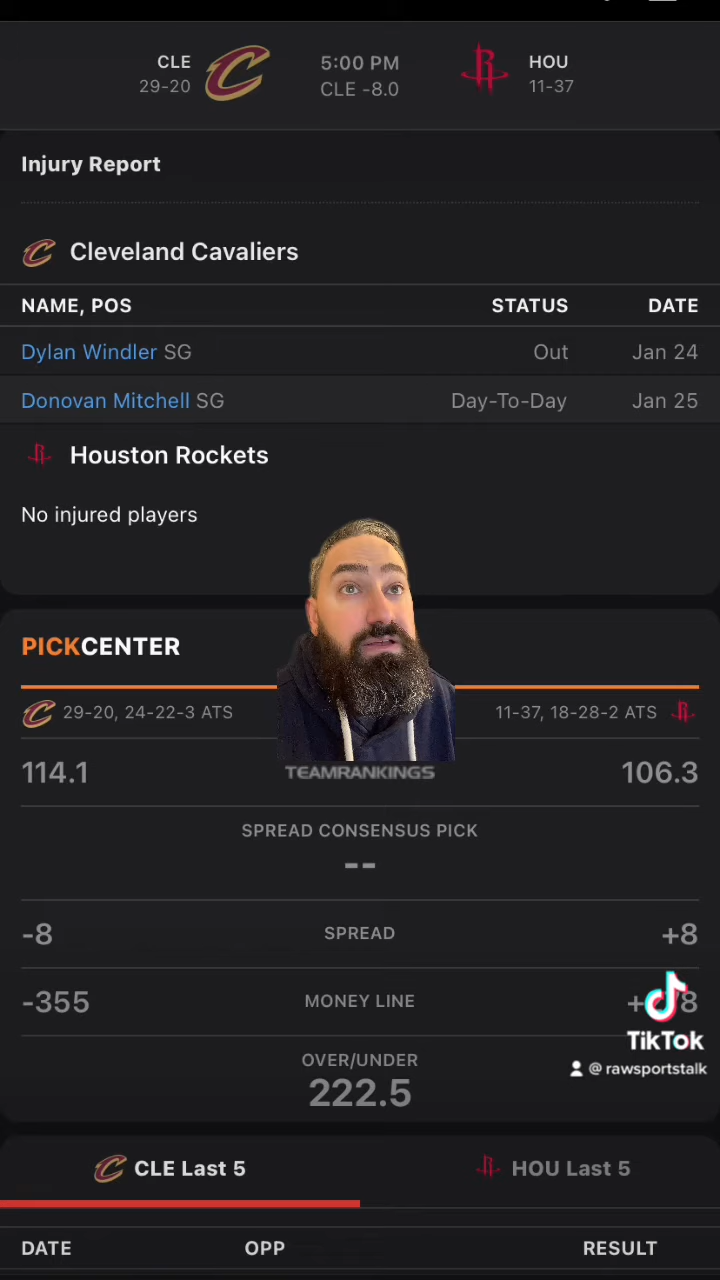 CLE 5:00 PM HOU
29-20 CLE -8.0 11-37
Injury Report
Cleveland Cavaliers
NAME, POS STATUS DATE
Dylan Windler SG Out Jan 24
Donovan Mitchell SG Day-To-Day Jan 25
Houston Rockets
No injured players
PICKCENTER
29-20, 24-22-3 ATS 11-37, 18-28-2 ATS
114.1 TEAMRANKINGS 106.3
SPREAD CONSENSUS PICK
--
-8 SPREAD +8
-355 MONEY LINE
TikTok
OVER/UNDER
@rawsportstalk
222.5
CLE Last 5 HOU Last 5
DATE OPP RESULT